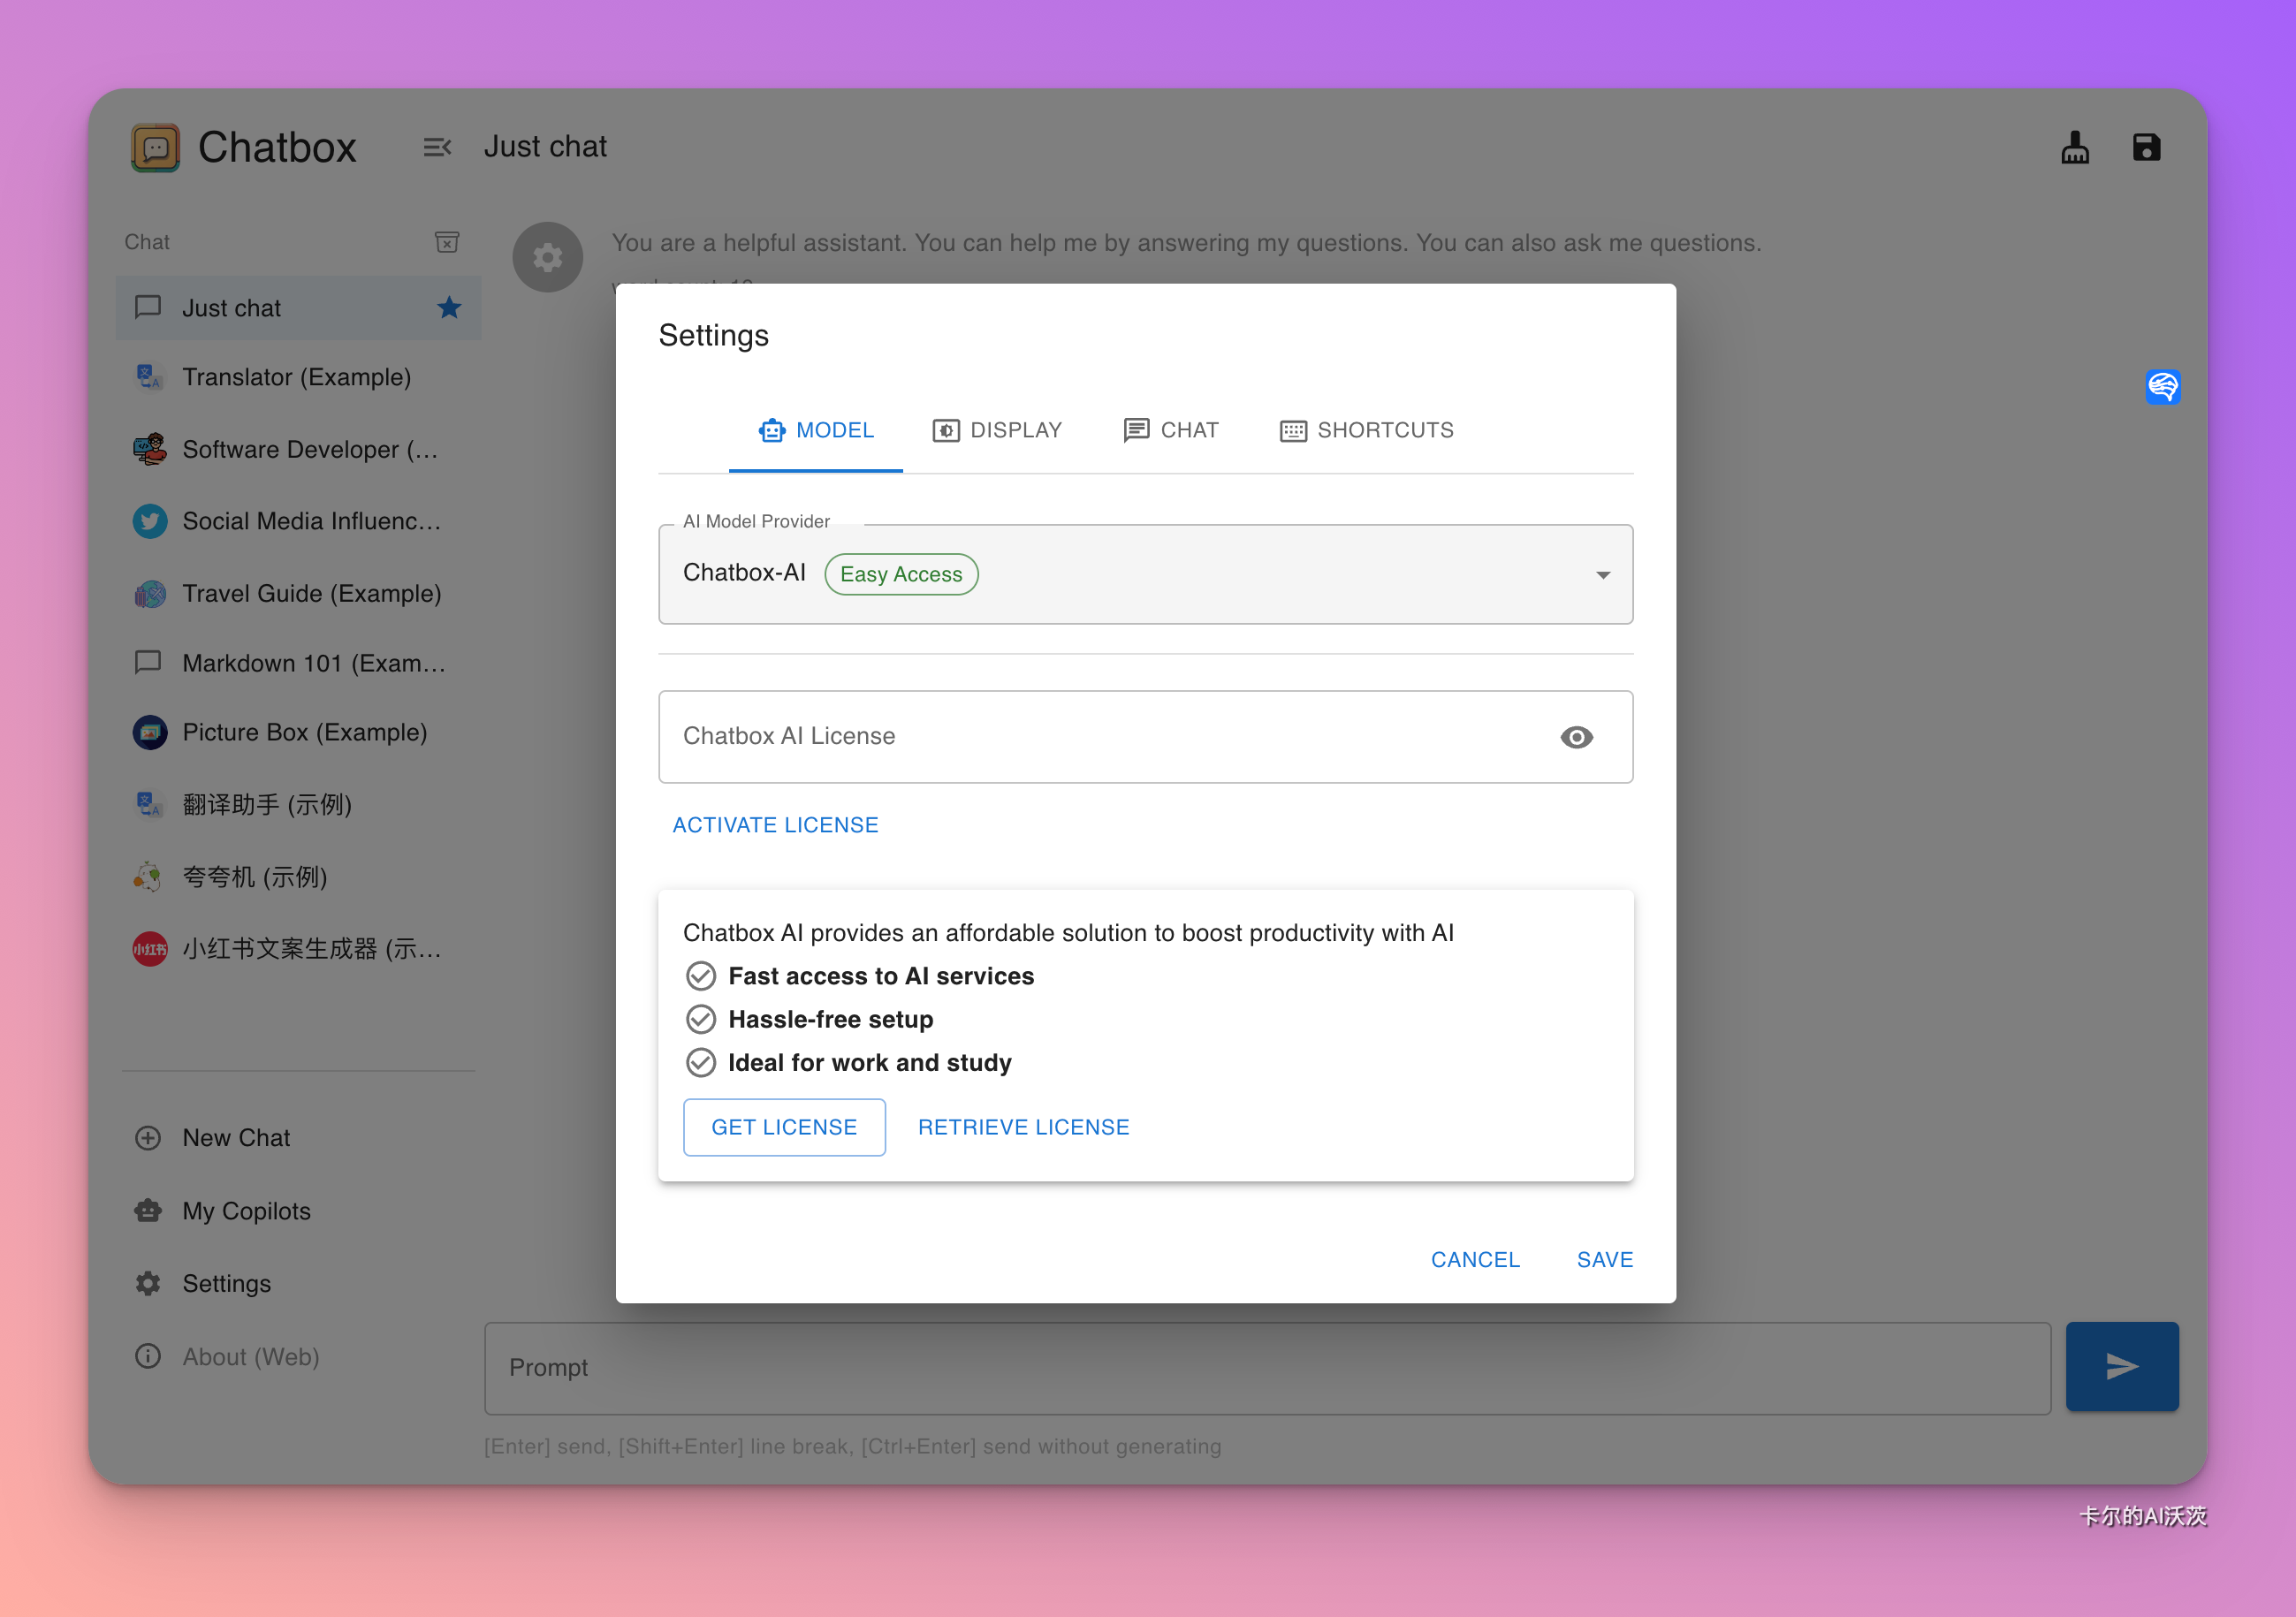 Chatbox
Just chat
Chat
You are a helpful assistant. You can help me by answering my questions. You can also ask me questions.
Just chat
Translator (Example)
Software Developer (...
Social Media Influenc...
Travel Guide (Example)
Markdown 101 (Exam...
Picture Box (Example)
翻译助手 (示例)
夸夸机 (示例)
小红书
小红书文案生成器 (示...
New Chat
My Copilots
Settings
About (Web)
Settings
MODEL
DISPLAY
CHAT
SHORTCUTS
AI Model Provider
Chatbox-AI
Easy Access
Chatbox AI License
ACTIVATE LICENSE
Chatbox AI provides an affordable solution to boost productivity with AI
Fast access to AI services
Hassle-free setup
Ideal for work and study
GET LICENSE
RETRIEVE LICENSE
CANCEL
SAVE
Prompt
[Enter] send, [Shift+Enter] line break, [Ctrl+Enter] send without generating
卡尔的AI沃茨